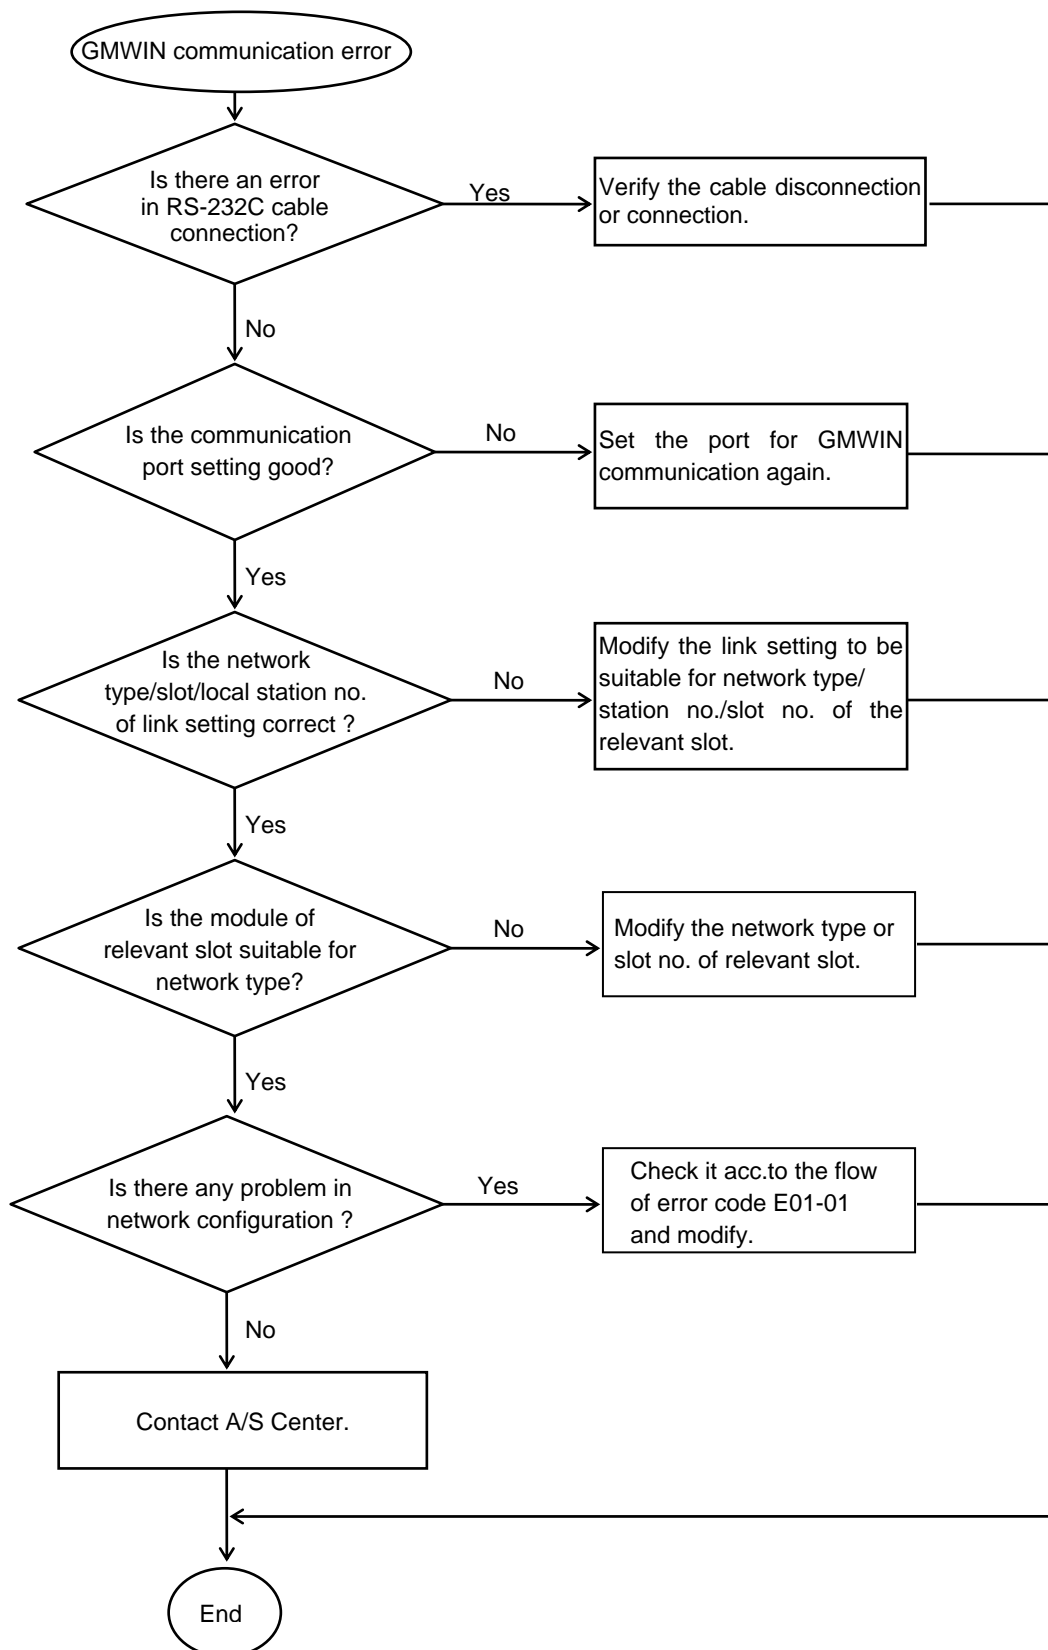 GMWIN communication error
Is there an error
in RS-232C cable
connection?
Yes
Verify the cable disconnection
or connection.
No
Is the communication
port setting good?
No
Set the port for GMWIN
communication again.
Yes
Is the network
type/slot/local station no.
of link setting correct ?
No
Modify the link setting to be
suitable for network type/
station no./slot no. of the
relevant slot.
Yes
Is the module of
relevant slot suitable for
network type?
No
Modify the network type or
slot no. of relevant slot.
Yes
Is there any problem in
network configuration ?
Yes
Check it acc.to the flow
of error code E01-01
and modify.
No
Contact A/S Center.
End